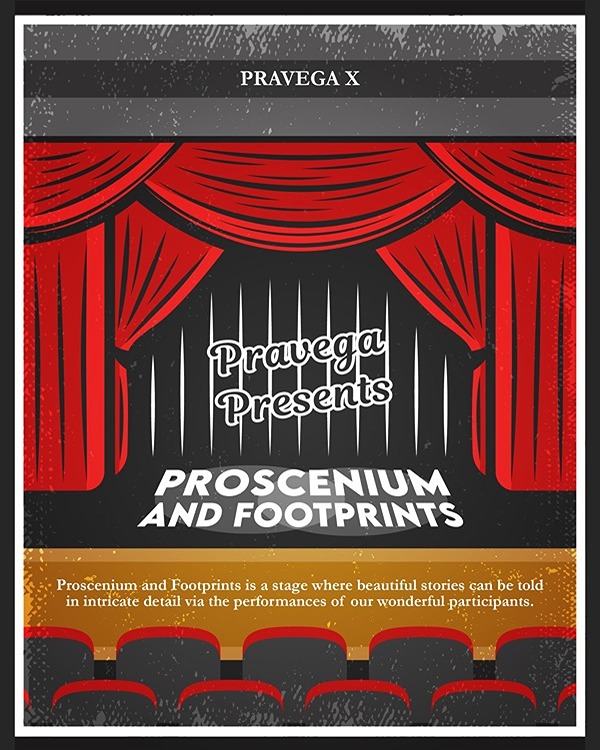 PRAVEGA X
Pravega
Presents
PROSCENIUM
AND FOOTPRINTS
Proscenium and Footprints is a stage where beautiful stories can be told
in intricate detail via the performances of our wonderful participants.